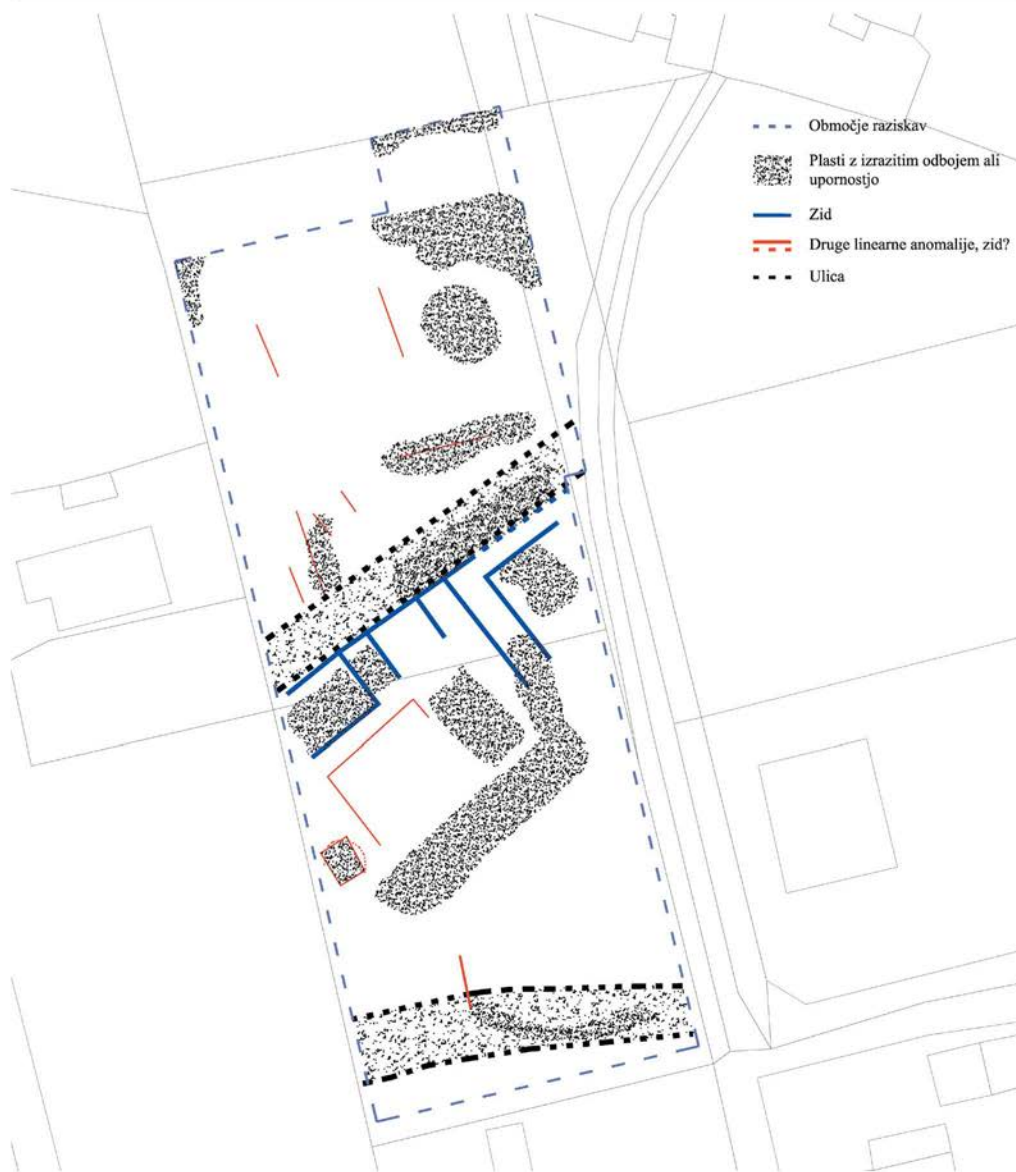 Območje raziskav
Plasti z izrazitim odbojem ali
upornostjo
Zid
Druge linearne anomalije, zid?
Ulica